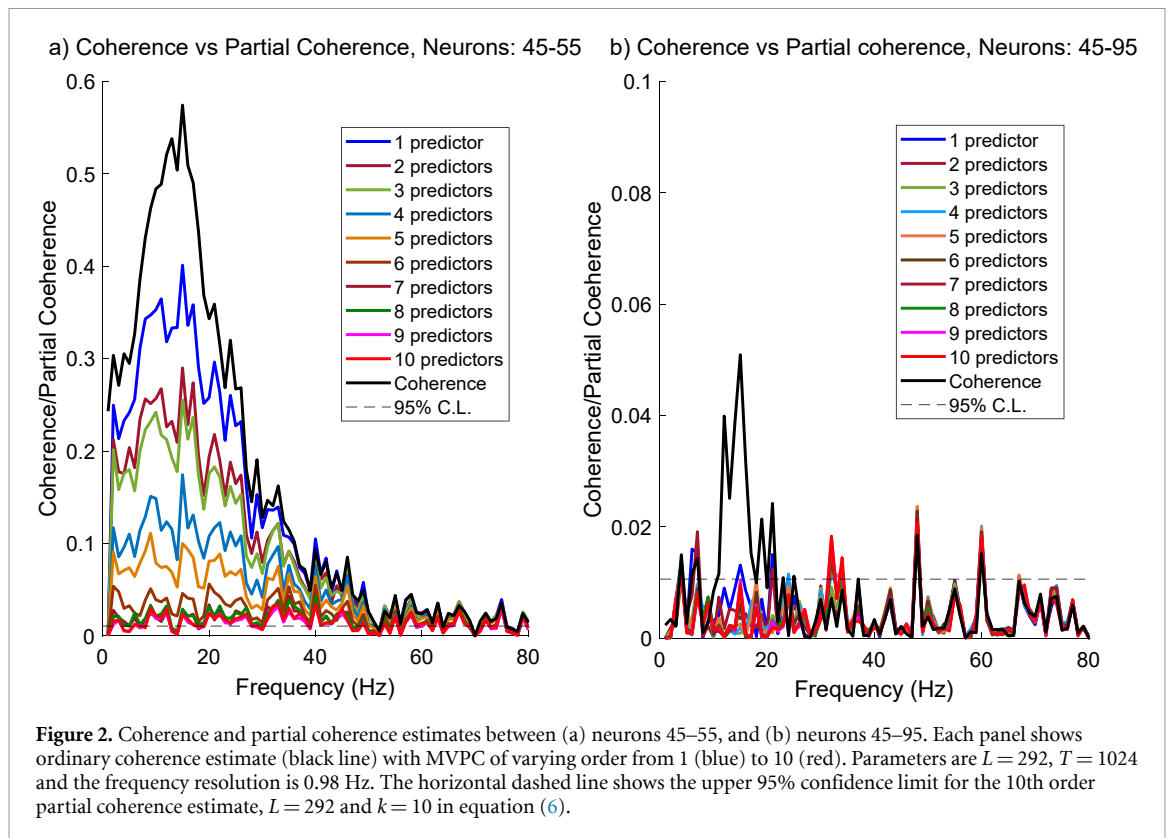 a) Coherence vs Partial Coherence, Neurons: 45-55
0.6
0.5
0.4
0.3
0.2
0.1
0
Coherence/Partial Coeherence
1 predictor
2 predictors
3 predictors
4 predictors
5 predictors
6 predictors
7 predictors
8 predictors
9 predictors
10 predictors
Coherence
95% C.L.
0
20
40
60
80
Frequency (Hz)
b) Coherence vs Partial coherence, Neurons: 45-95
0.1
0.08
0.06
0.04
0.02
0
Coherence/Partial Coeherence
1 predictor
2 predictors
3 predictors
4 predictors
5 predictors
6 predictors
7 predictors
8 predictors
9 predictors
10 predictors
Coherence
95% C.L.
0
20
40
60
80
Frequency (Hz)
Figure 2. Coherence and partial coherence estimates between (a) neurons 45–55, and (b) neurons 45–95. Each panel shows
ordinary coherence estimate (black line) with MVPC of varying order from 1 (blue) to 10 (red). Parameters are L = 292, T = 1024
and the frequency resolution is 0.98 Hz. The horizontal dashed line shows the upper 95% confidence limit for the 10th order
partial coherence estimate, L = 292 and k = 10 in equation (6).